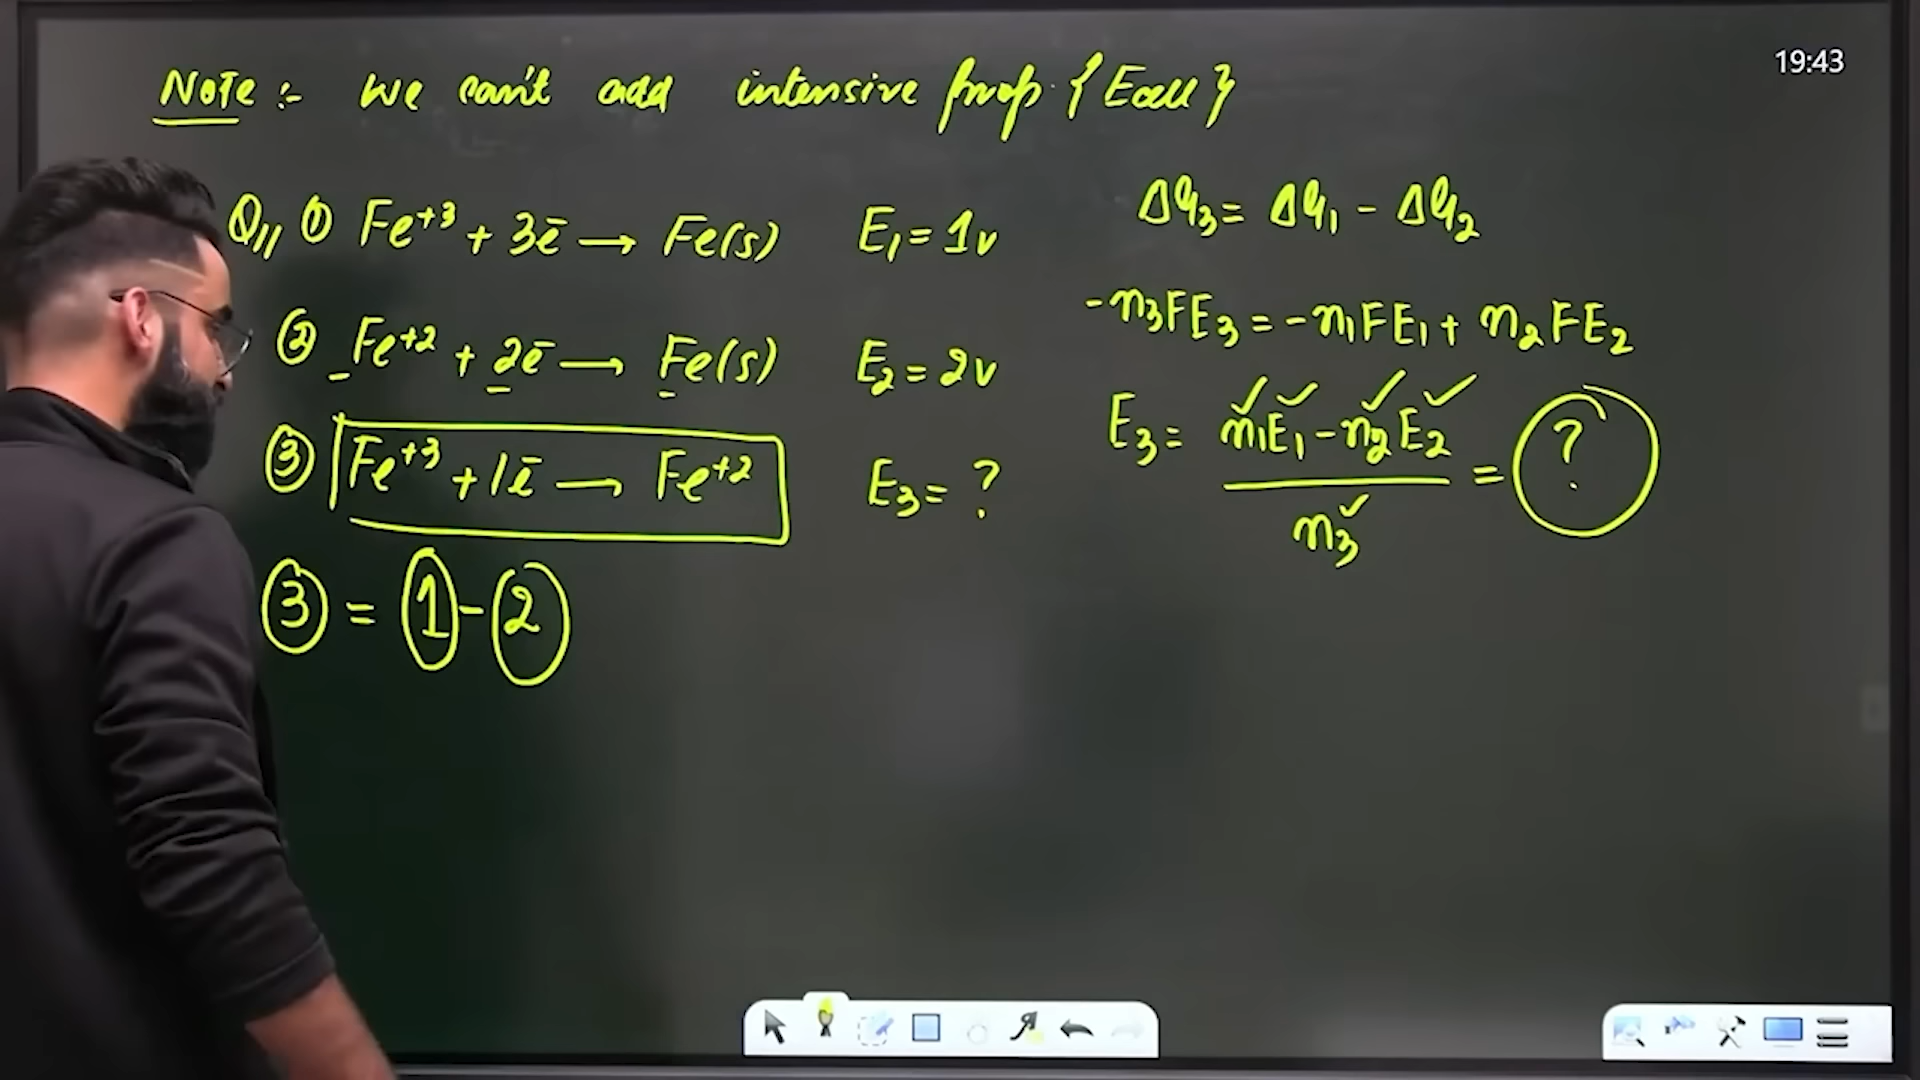 19:43
NOTE :- We can't add intensive prop. {Ecell}
Q// ① Fe+3 + 3ē → Fe(s) E1 = 1v
② Fe+2 + 2ē → Fe(s) E2 = 2v
③ Fe+3 + 1ē → Fe+2 E3 = ?
③ = ① - ②
ΔG3 = ΔG1 - ΔG2
-n3FE3 = -n1FE1 + n2FE2
E3 = n1E1 - n2E2 = ?
n3